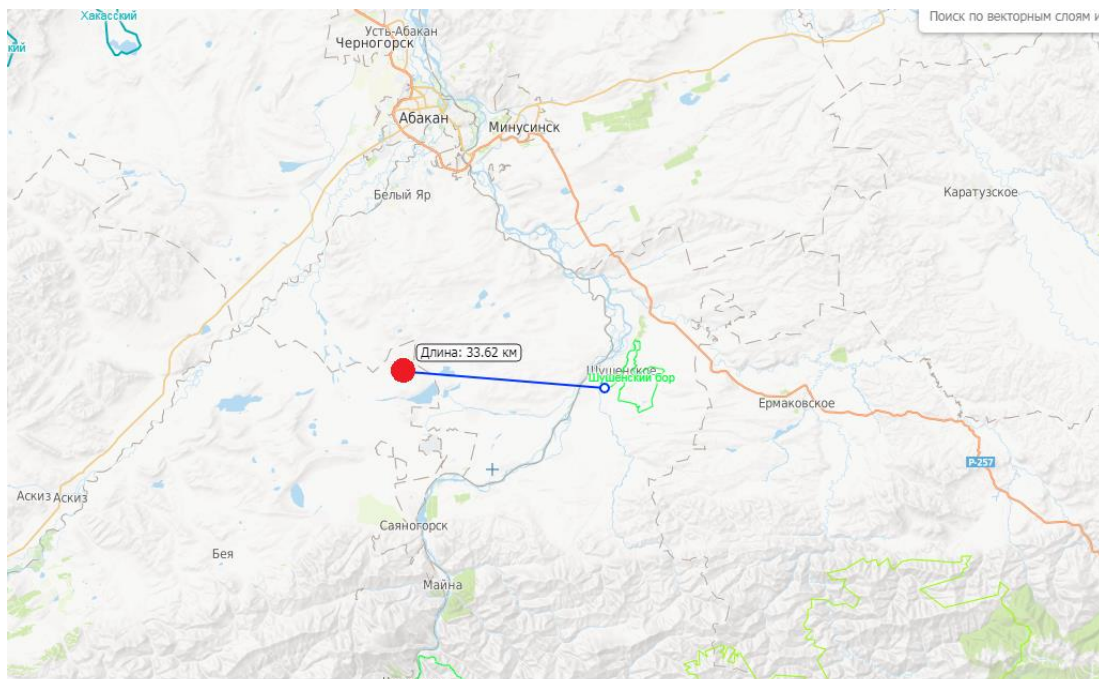 Хакасский
кий
Поиск по векторным слоям и
Усть-Абакан
Черногорск
Абакан
Минусинск
Белый Яр
Каратузское
Длина: 33.62 км
Шушенское
Шушенский бор
Ермаковское
Р-257
Аскиз Аскиз
Саяногорск
Бея
Майна